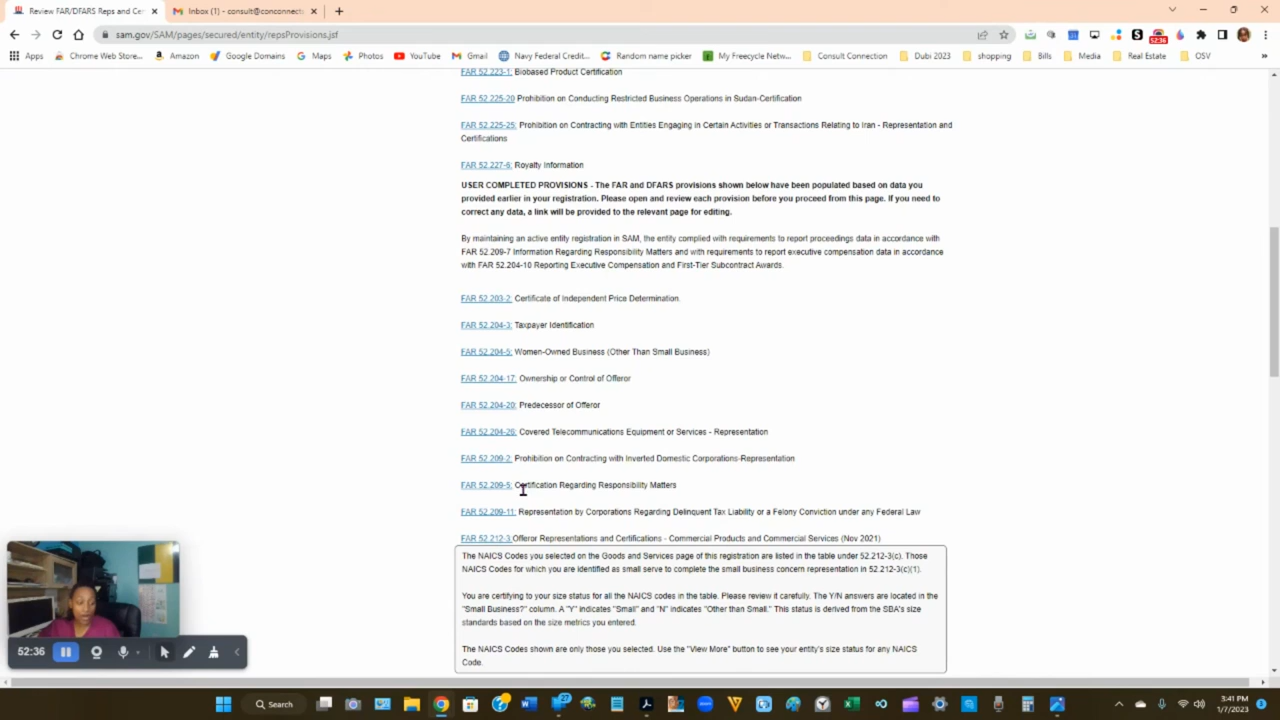 Review FAR/DFARS Reps and Cer
Inbox (1) - consult@conconnect
sam.gov/SAM/pages/secured/entity/repsProvisions.jsf
52:36
Apps
Chrome Web Store...
Amazon
Google Domains
Maps
Photos
YouTube
Gmail
Navy Federal Credit...
Random name picker
My Freecycle Netw...
Consult Connection
Dubi 2023
shopping
Bills
Media
Real Estate
OSV
FAR 52.223-1: Biobased Product Certification
FAR 52.225-20 Prohibition on Conducting Restricted Business Operations in Sudan-Certification
FAR 52.225-25: Prohibition on Contracting with Entities Engaging in Certain Activities or Transactions Relating to Iran - Representation and
Certifications
FAR 52.227-6: Royalty Information
USER COMPLETED PROVISIONS - The FAR and DFARS provisions shown below have been populated based on data you
provided earlier in your registration. Please open and review each provision before you proceed from this page. If you need to
correct any data, a link will be provided to the relevant page for editing.
By maintaining an active entity registration in SAM, the entity complied with requirements to report proceedings data in accordance with
FAR 52.209-7 Information Regarding Responsibility Matters and with requirements to report executive compensation data in accordance
with FAR 52.204-10 Reporting Executive Compensation and First-Tier Subcontract Awards.
FAR 52.203-2: Certificate of Independent Price Determination
FAR 52.204-3: Taxpayer Identification
FAR 52.204-5: Women-Owned Business (Other Than Small Business)
FAR 52.204-17: Ownership or Control of Offeror
FAR 52.204-20: Predecessor of Offeror
FAR 52.204-26: Covered Telecommunications Equipment or Services - Representation
FAR 52.209-2: Prohibition on Contracting with Inverted Domestic Corporations-Representation
FAR 52.209-5: Certification Regarding Responsibility Matters
FAR 52.209-11: Representation by Corporations Regarding Delinquent Tax Liability or a Felony Conviction under any Federal Law
FAR 52.212-3 Offeror Representations and Certifications - Commercial Products and Commercial Services (Nov 2021)
The NAICS Codes you selected on the Goods and Services page of this registration are listed in the table under 52.212-3(c). Those
NAICS Codes for which you are identified as small serve to complete the small business concern representation in 52.212-3(c)(1).
You are certifying to your size status for all the NAICS codes in the table. Please review it carefully. The Y/N answers are located in the
"Small Business?" column. A "Y" indicates "Small" and "N" indicates "Other than Small." This status is derived from the SBA's size
standards based on the size metrics you entered.
The NAICS Codes shown are only those you selected. Use the "View More" button to see your entity's size status for any NAICS
Code.
52:36
Search
27
3:41 PM
1/7/2023